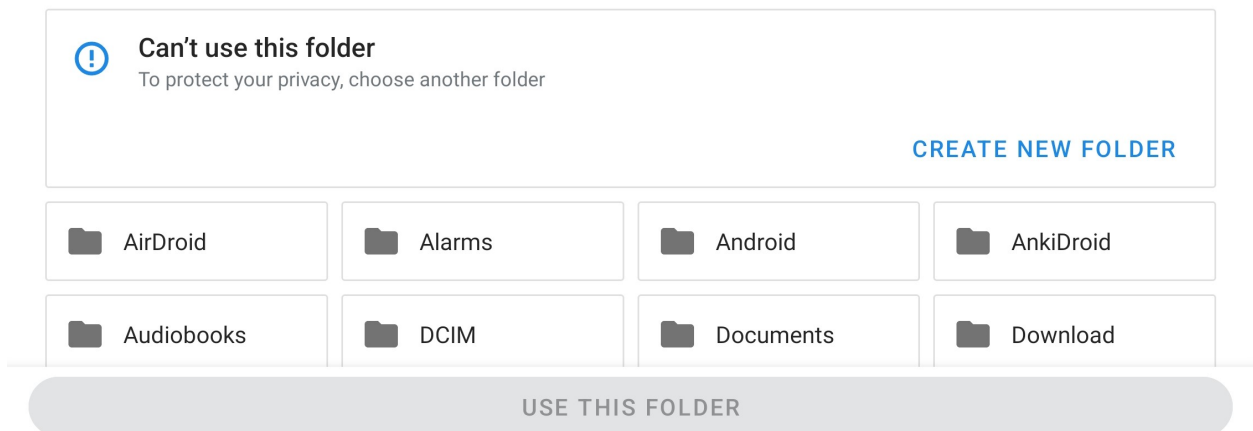 Can’t use this folder
To protect your privacy, choose another folder
CREATE NEW FOLDER
AirDroid Alarms Android AnkiDroid
Audiobooks DCIM Documents Download
USE THIS FOLDER